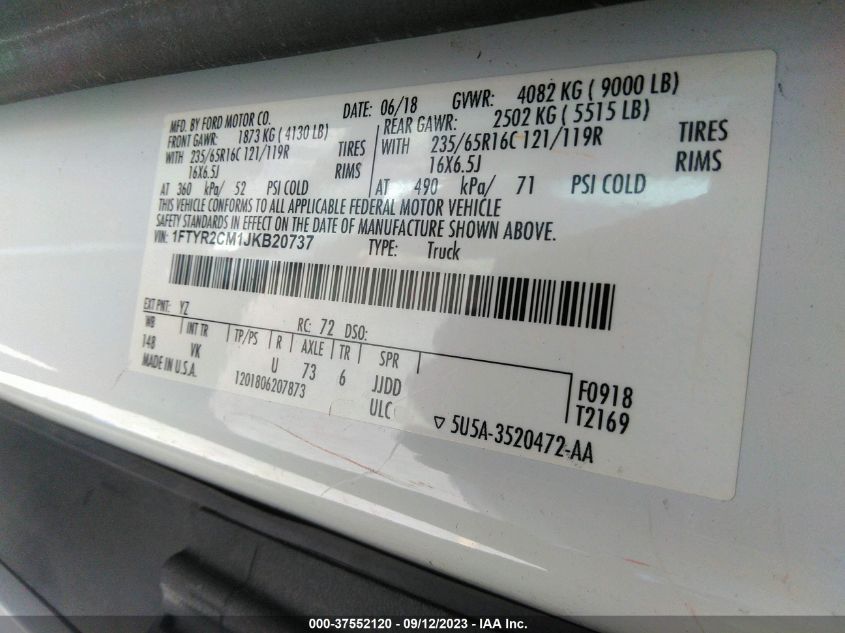 MFD. BY FORD MOTOR CO.
DATE: 06/18 GVWR: 4082 KG ( 9000 LB)
FRONT GAWR: 1873 KG ( 4130 LB)
REAR GAWR: 2502 KG ( 5515 LB)
WITH 235/65R16C 121/119R TIRES
WITH 235/65R16C 121/119R TIRES
16X6.5J RIMS
16X6.5J RIMS
AT 360 kPa/ 52 PSI COLD
AT 490 kPa/ 71 PSI COLD
THIS VEHICLE CONFORMS TO ALL APPLICABLE FEDERAL MOTOR VEHICLE
SAFETY STANDARDS IN EFFECT ON THE DATE OF MANUFACTURE SHOWN ABOVE.
VIN: 1FTYR2CM1JKB20737 TYPE: Truck
EXT PNT: YZ RC: 72 DSO:
WB INT TR TP/PS R AXLE TR SPR
148 VK U 73 6 JJDD
MADE IN U.S.A. 1201806207873 ULC
F0918
T2169
5U5A-3520472-AA
000-37552120 - 09/12/2023 - IAA Inc.